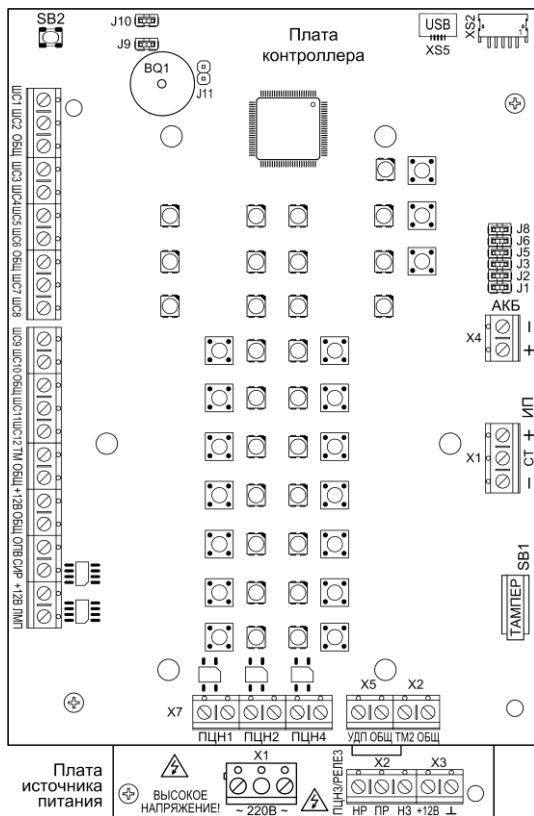 SB2
J10
J9
BQ1
J11
Плата
контроллера
USB
XS5
XS2
1
ШС1 ШС2 ОБЩ ШС3 ШС4 ШС5 ШС6 ОБЩ ШС7 ШС8
J8
J6
J5
J3
J2
J1
АКБ
X4
−
+
ШС9 ШС10 ОБЩ ШС11 ШС12 ТМ ОБЩ +12В ОБЩ ОПВ СИР +12В ЛМП
X1
+ ИП
СТ
−
SB1
ТАМПЕР
X7
ПЦН1 ПЦН2 ПЦН4
X5 X2
УДП ОБЩ ТМ2 ОБЩ
Плата
источника
питания
ВЫСОКОЕ
НАПРЯЖЕНИЕ!
X1
~ 220В ~
ПЦН3/РЕЛЕ3
X2 X3
НР ПР НЗ +12В ⊥